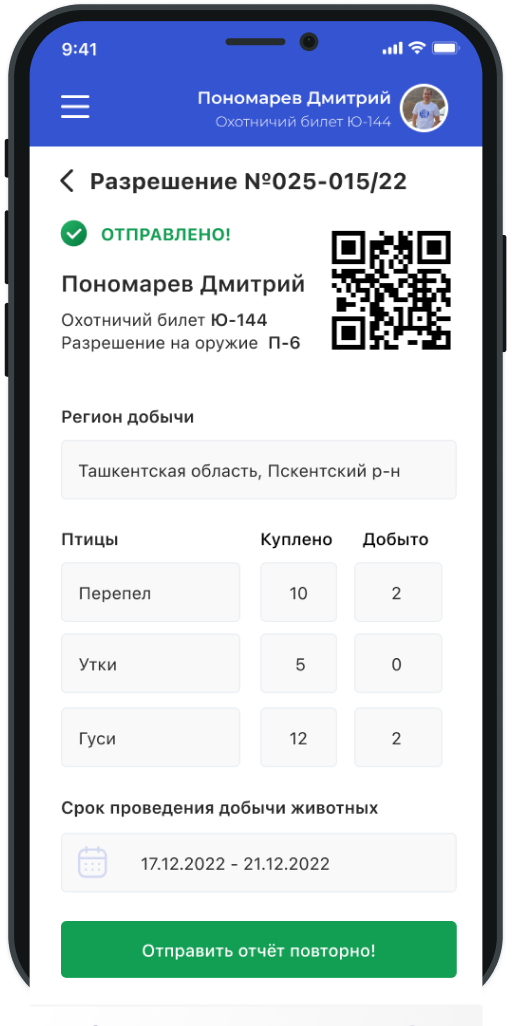 9:41
Пономарев Дмитрий
Охотничий билет Ю-144
Разрешение №025-015/22
ОТПРАВЛЕНО!
Пономарев Дмитрий
Охотничий билет Ю-144
Разрешение на оружие П-6
Регион добычи
Ташкентская область, Пскентский р-н
Птицы Куплено Добыто
Перепел 10 2
Утки 5 0
Гуси 12 2
Срок проведения добычи животных
17.12.2022 - 21.12.2022
Отправить отчёт повторно!